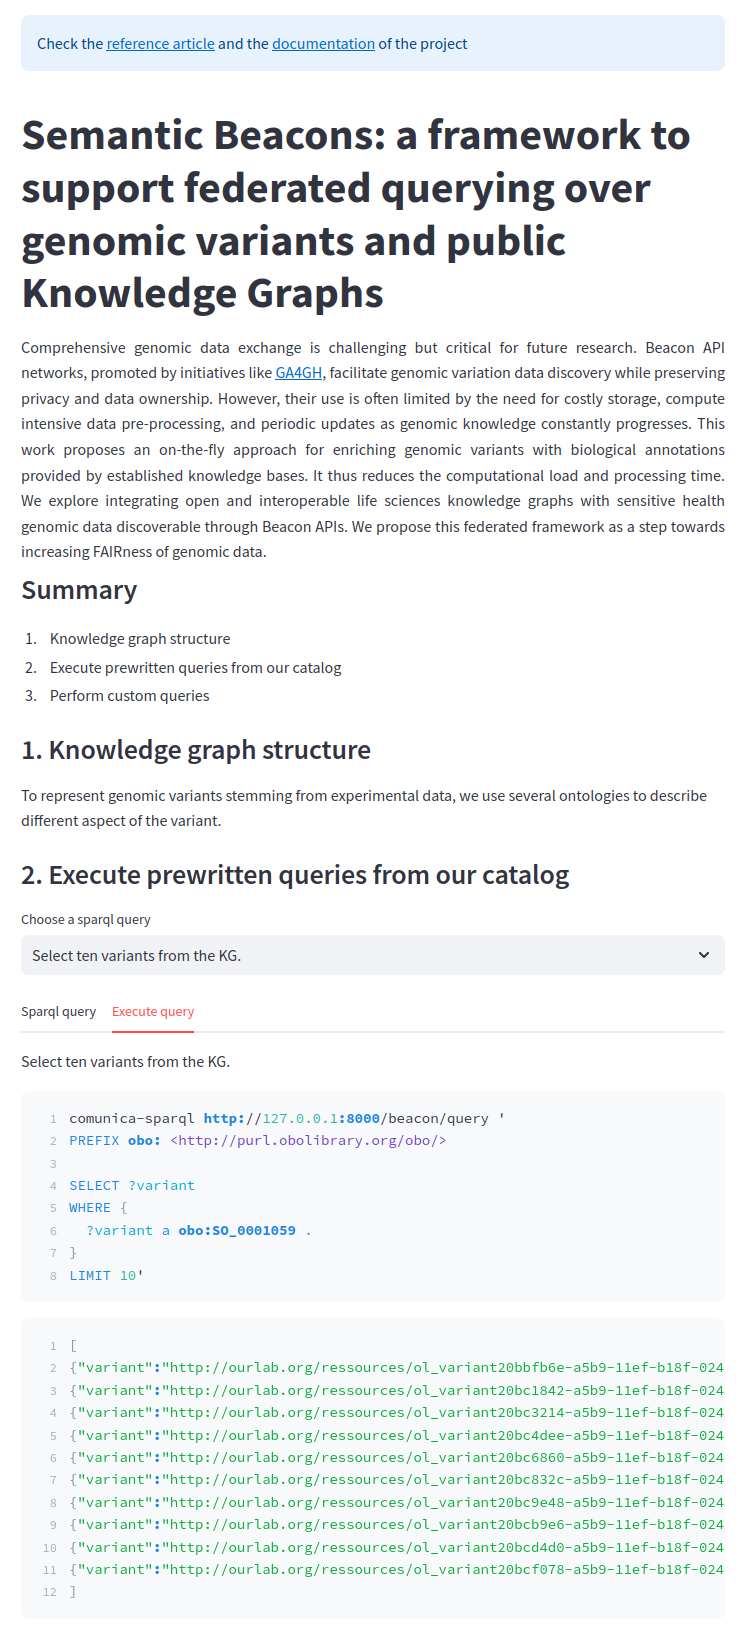 Check the reference article and the documentation of the project
Semantic Beacons: a framework to
support federated querying over
genomic variants and public
Knowledge Graphs
Comprehensive genomic data exchange is challenging but critical for future research. Beacon API
networks, promoted by initiatives like GA4GH, facilitate genomic variation data discovery while preserving
privacy and data ownership. However, their use is often limited by the need for costly storage, compute
intensive data pre-processing, and periodic updates as genomic knowledge constantly progresses. This
work proposes an on-the-fly approach for enriching genomic variants with biological annotations
provided by established knowledge bases. It thus reduces the computational load and processing time.
We explore integrating open and interoperable life sciences knowledge graphs with sensitive health
genomic data discoverable through Beacon APIs. We propose this federated framework as a step towards
increasing FAIRness of genomic data.
Summary
1. Knowledge graph structure
2. Execute prewritten queries from our catalog
3. Perform custom queries
1. Knowledge graph structure
To represent genomic variants stemming from experimental data, we use several ontologies to describe
different aspect of the variant.
2. Execute prewritten queries from our catalog
Choose a sparql query
Select ten variants from the KG.
Sparql query Execute query
Select ten variants from the KG.
1 comunica-sparql http://127.0.0.1:8000/beacon/query '
2 PREFIX obo: <http://purl.obolibrary.org/obo/>
3
4 SELECT ?variant
5 WHERE {
6 ?variant a obo:SO_0001059 .
7 }
8 LIMIT 10'
1 [
2 {"variant":"http://ourlab.org/ressources/ol_variant20bbfb6e-a5b9-11ef-b18f-024
3 {"variant":"http://ourlab.org/ressources/ol_variant20bc1842-a5b9-11ef-b18f-024
4 {"variant":"http://ourlab.org/ressources/ol_variant20bc3214-a5b9-11ef-b18f-024
5 {"variant":"http://ourlab.org/ressources/ol_variant20bc4dee-a5b9-11ef-b18f-024
6 {"variant":"http://ourlab.org/ressources/ol_variant20bc6860-a5b9-11ef-b18f-024
7 {"variant":"http://ourlab.org/ressources/ol_variant20bc832c-a5b9-11ef-b18f-024
8 {"variant":"http://ourlab.org/ressources/ol_variant20bc9e48-a5b9-11ef-b18f-024
9 {"variant":"http://ourlab.org/ressources/ol_variant20bcb9e6-a5b9-11ef-b18f-024
10 {"variant":"http://ourlab.org/ressources/ol_variant20bcd4d0-a5b9-11ef-b18f-024
11 {"variant":"http://ourlab.org/ressources/ol_variant20bcf078-a5b9-11ef-b18f-024
12 ]